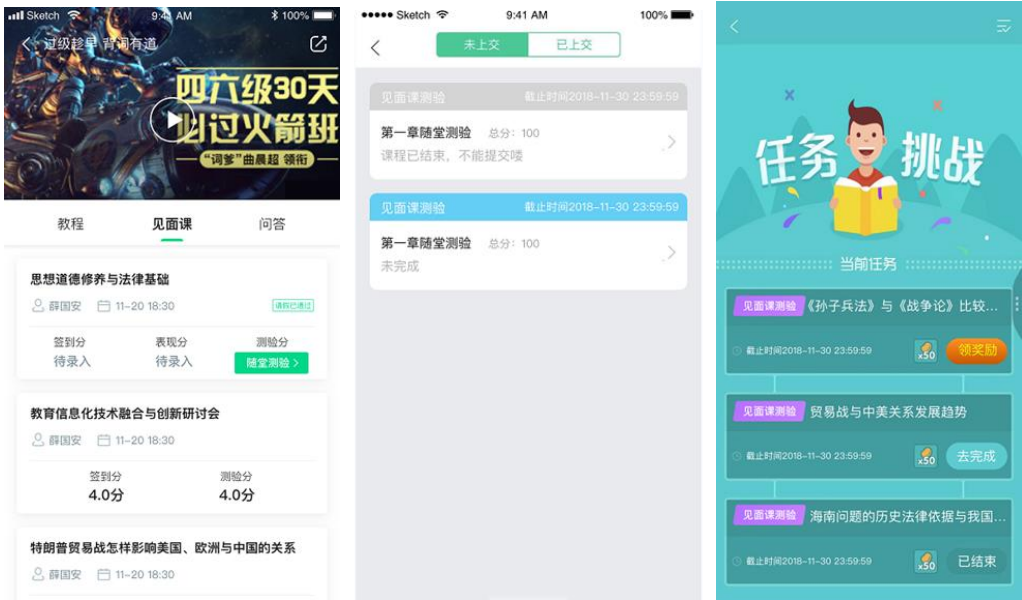 Sketch
9:41 AM
100%
过级趁早 背词有道
四六级30天
必过火箭班
“词爹”曲晨超 领衔
教程
见面课
问答
思想道德修养与法律基础
薛国安
11-20 18:30
请假已通过
签到分
表现分
测验分
待录入
待录入
随堂测验 >
教育信息化技术融合与创新研讨会
薛国安
11-20 18:30
签到分
测验分
4.0分
4.0分
特朗普贸易战怎样影响美国、欧洲与中国的关系
薛国安
11-20 18:30
Sketch
9:41 AM
100%
未上交
已上交
见面课测验
截止时间2018-11-30 23:59:59
第一章随堂测验
总分: 100
课程已结束，不能提交喽
见面课测验
截止时间2018-11-30 23:59:59
第一章随堂测验
总分: 100
未完成
任务
挑战
当前任务
见面课测验
《孙子兵法》与《战争论》比较...
截止时间2018-11-30 23:59:59
x50
领奖励
见面课测验
贸易战与中美关系发展趋势
截止时间2018-11-30 23:59:59
x50
去完成
见面课测验
海南问题的历史法律依据与我国...
截止时间2018-11-30 23:59:59
x50
已结束